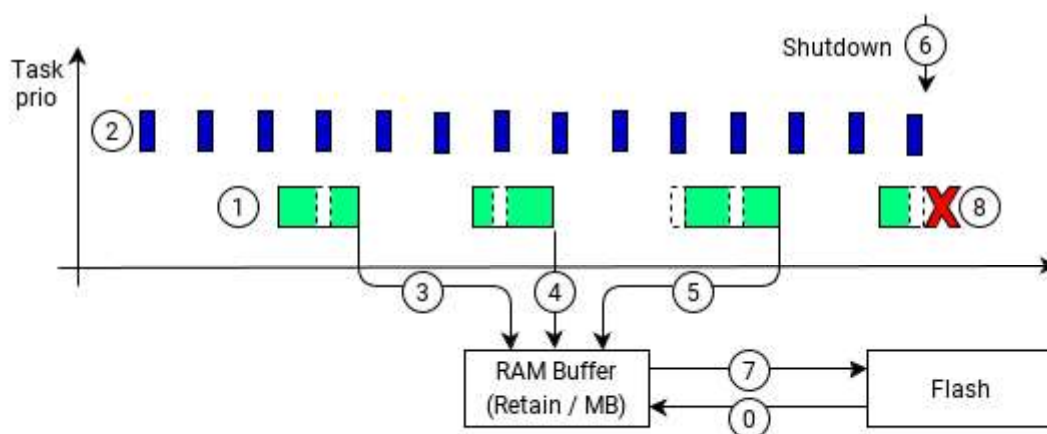 Shutdown 6
Task
prio
2
1
8
3
4
5
RAM Buffer
(Retain / MB)
7
Flash
0